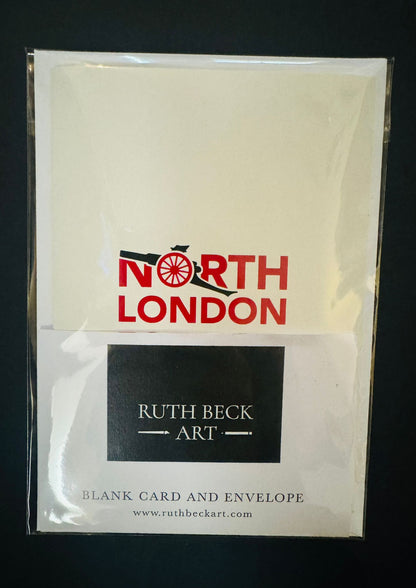 NORTH
LONDON
RUTH BECK
ART
BLANK CARD AND ENVELOPE
www.ruthbeckart.com